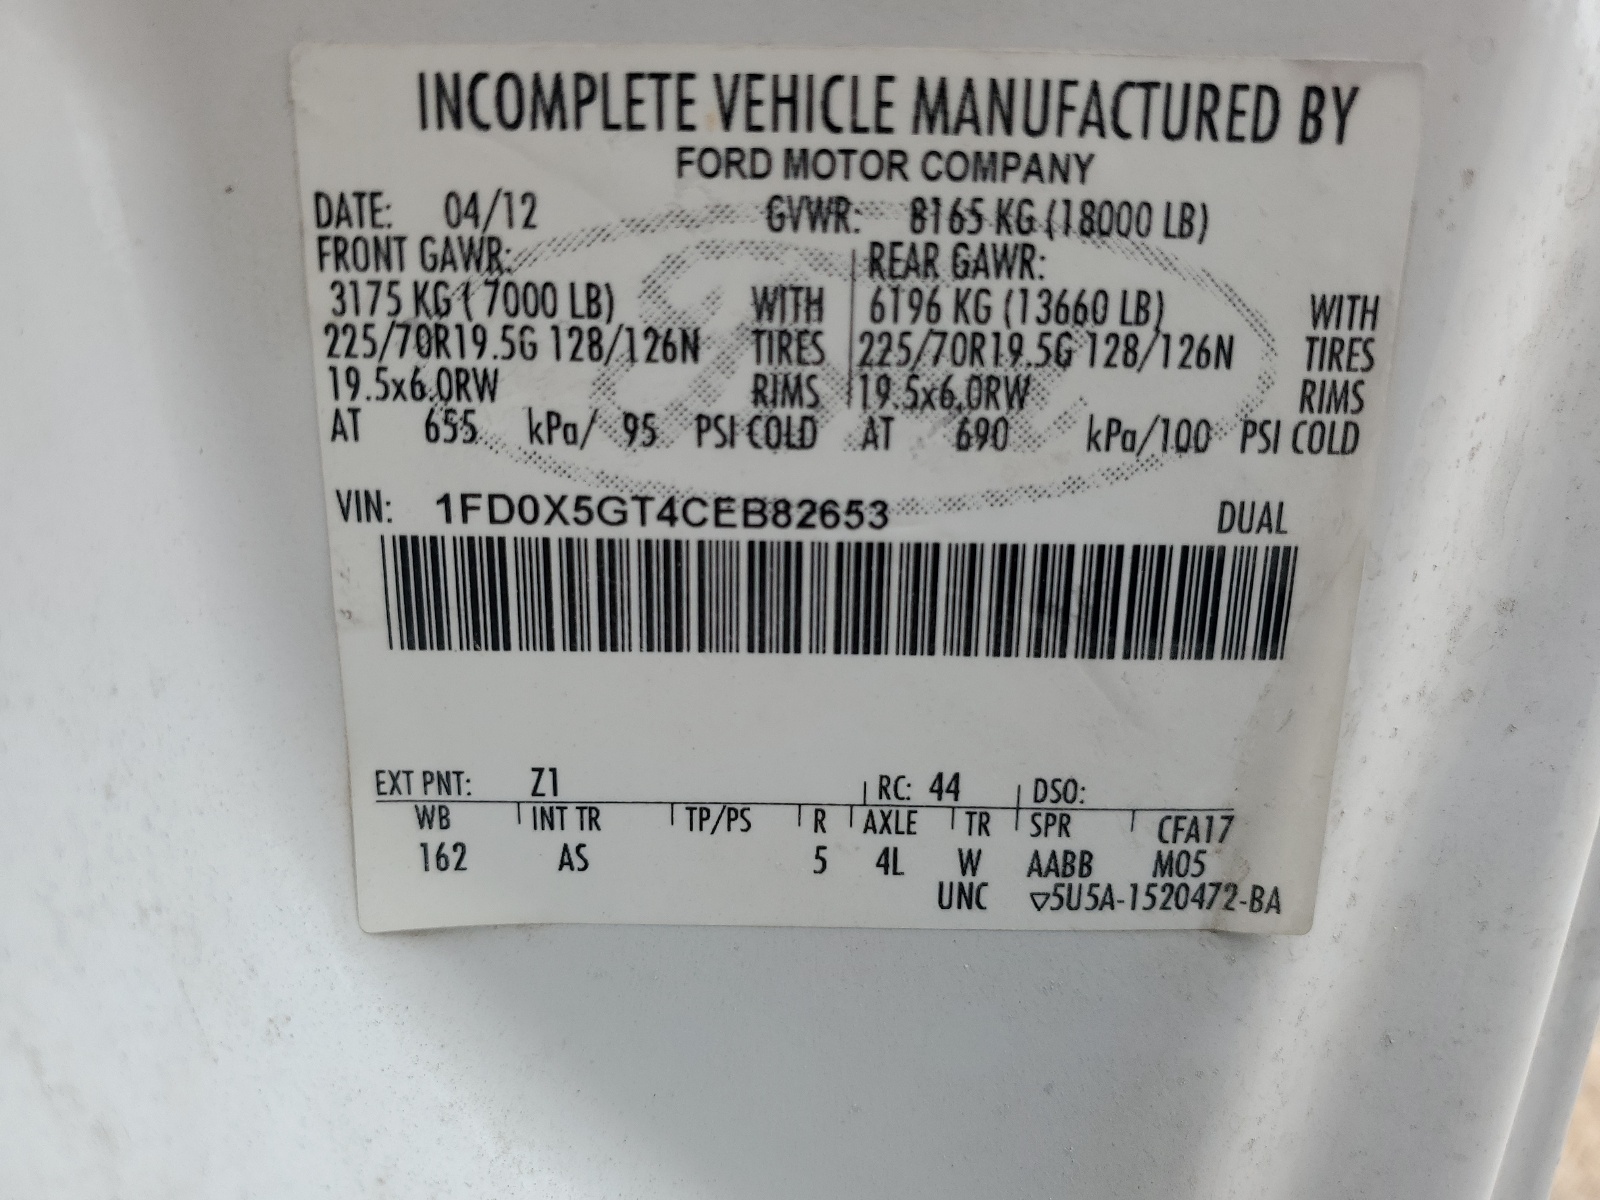 INCOMPLETE VEHICLE MANUFACTURED BY
FORD MOTOR COMPANY
DATE: 04/12 GVWR: 8165 KG (18000 LB)
FRONT GAWR: REAR GAWR:
3175 KG ( 7000 LB) WITH 6196 KG (13660 LB) WITH
225/70R19.5G 128/126N TIRES 225/70R19.5G 128/126N TIRES
19.5x6.0RW RIMS 19.5x6.0RW RIMS
AT 655 kPa/ 95 PSI COLD AT 690 kPa/100 PSI COLD
VIN: 1FD0X5GT4CEB82653 DUAL
EXT PNT: Z1 RC: 44 DSO:
WB INT TR TP/PS R AXLE TR SPR CFA17
162 AS 5 4L W AABB M05
UNC ▽5U5A-1520472-BA